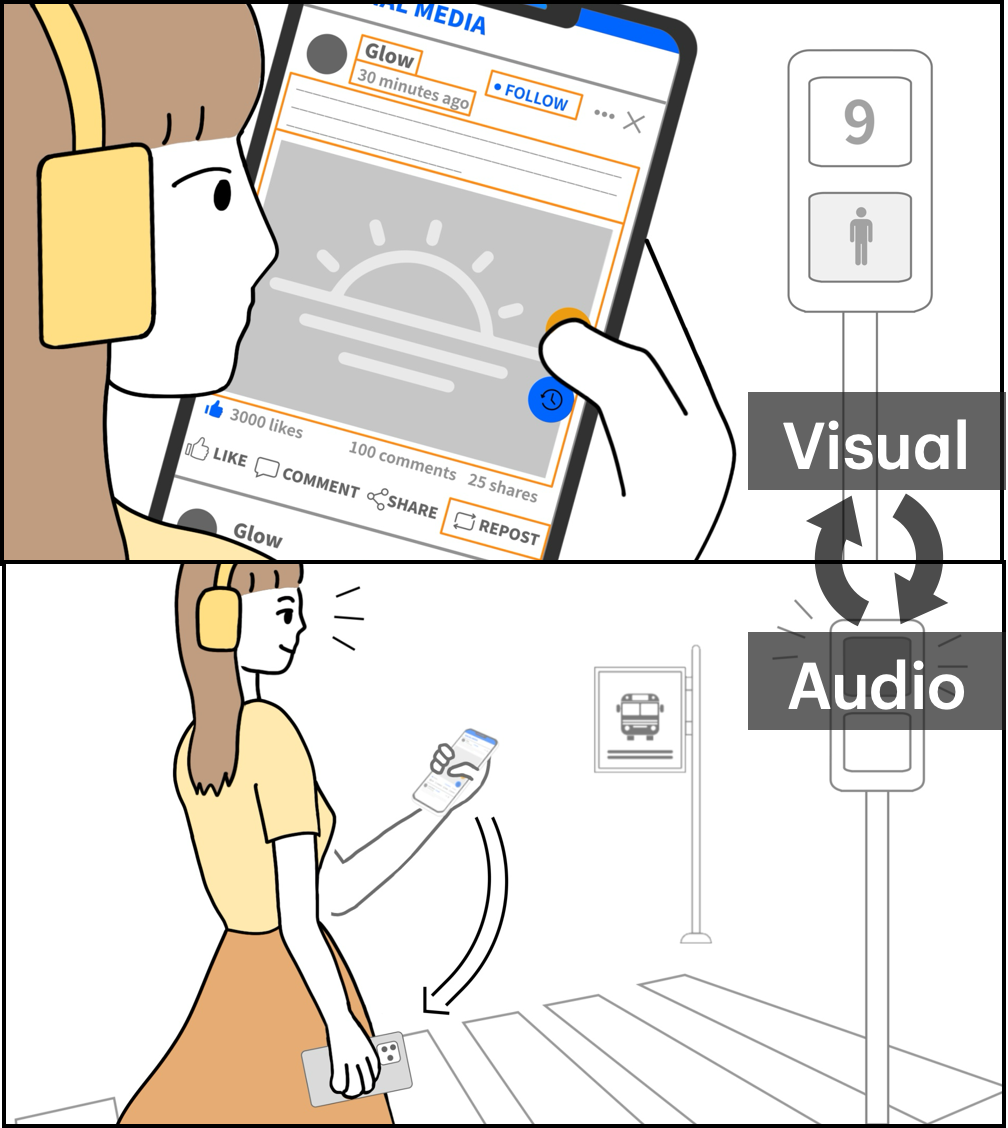 AL MEDIA
Glow
30 minutes ago
• FOLLOW
9
3000 likes
100 comments
25 shares
LIKE
COMMENT
SHARE
REPOST
Glow
Visual
Audio